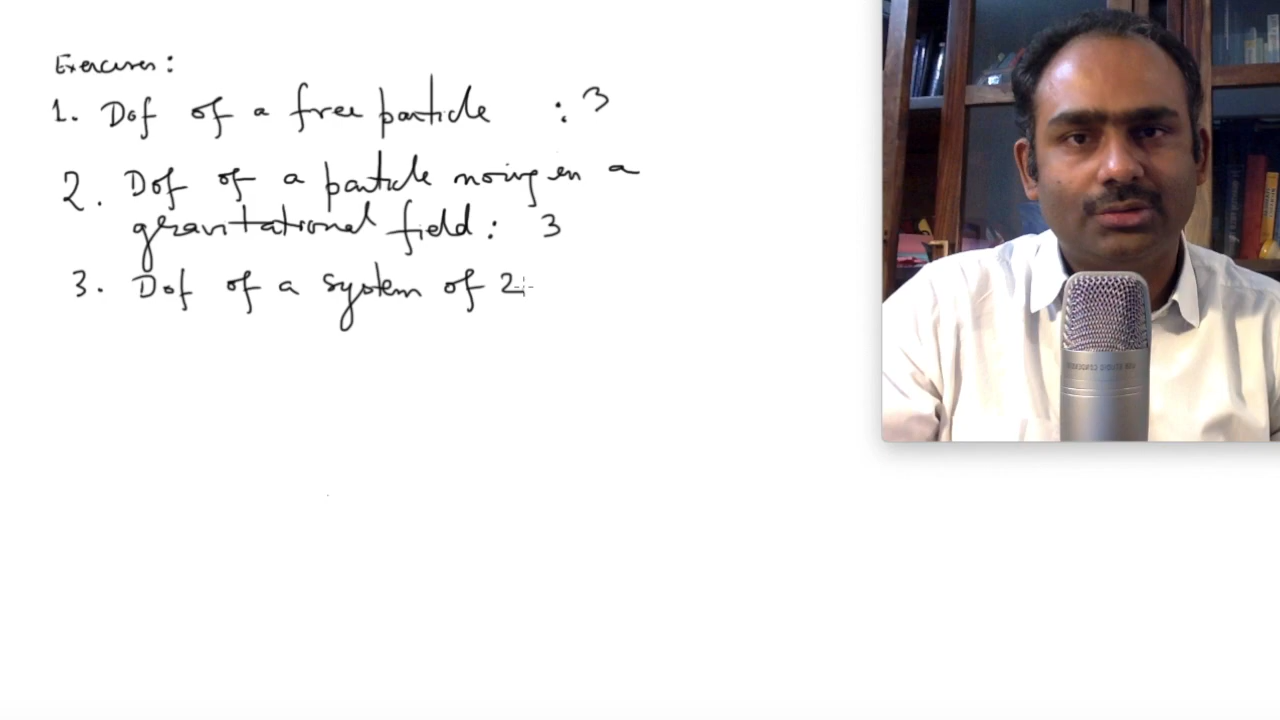 Exercises:
1. Dof of a free particle : 3
2. Dof of a particle moving in a
gravitational field: 3
3. Dof of a system of 2